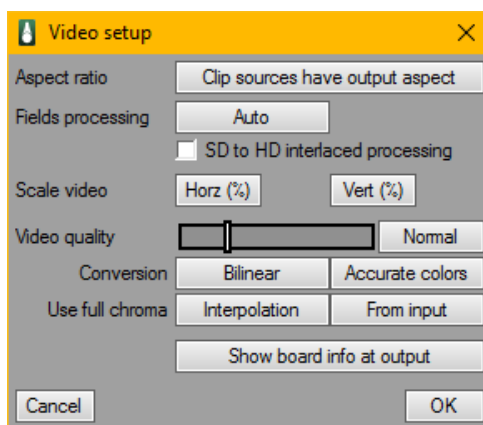 Video setup
Aspect ratio Clip sources have output aspect
Fields processing Auto
SD to HD interlaced processing
Scale video Horz (%) Vert (%)
Video quality Normal
Conversion Bilinear Accurate colors
Use full chroma Interpolation From input
Show board info at output
Cancel OK